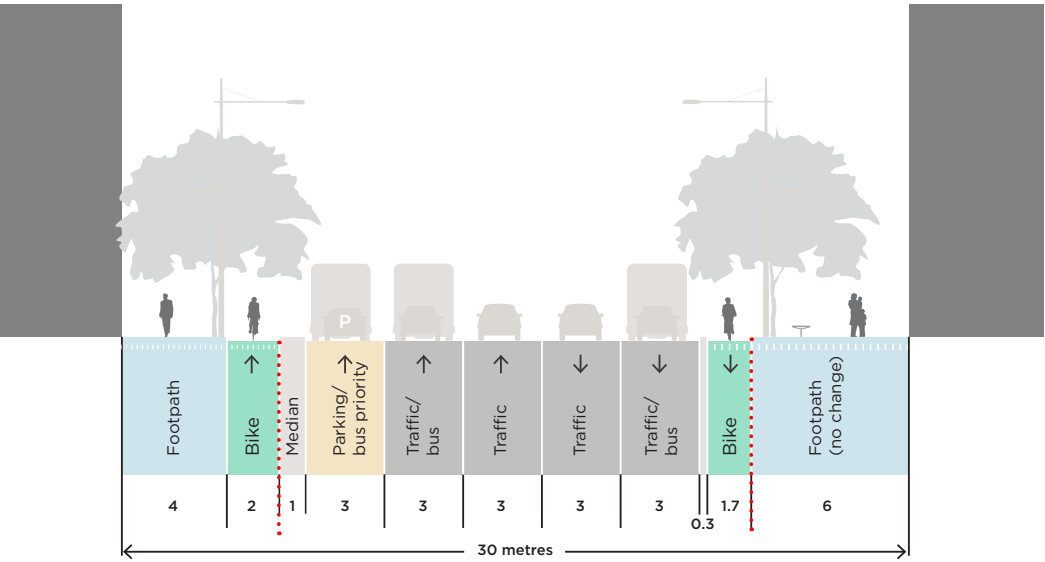 P
Footpath
Bike
Median
Parking/
bus priority
Traffic/
bus
Traffic
Traffic
Traffic/
bus
Bike
Footpath
(no change)
4
2
1
3
3
3
3
3
0.3
1.7
6
30 metres